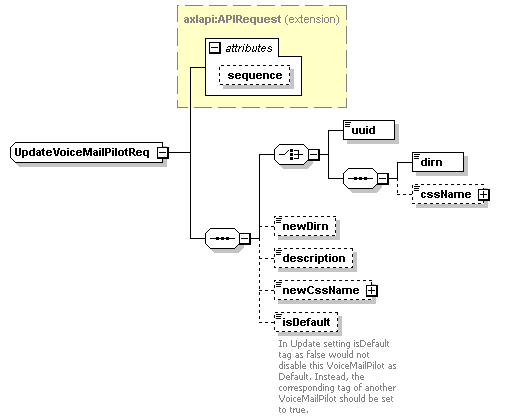 axlapi:APIRequest (extension)
attributes
sequence
UpdateVoiceMailPilotReq
uuid
dirn
cssName
newDirn
description
newCssName
isDefault
In Update setting isDefault
tag as false would not
disable this VoiceMailPilot as
Default. Instead, the
corresponding tag of another
VoiceMailPilot should be set
to true.